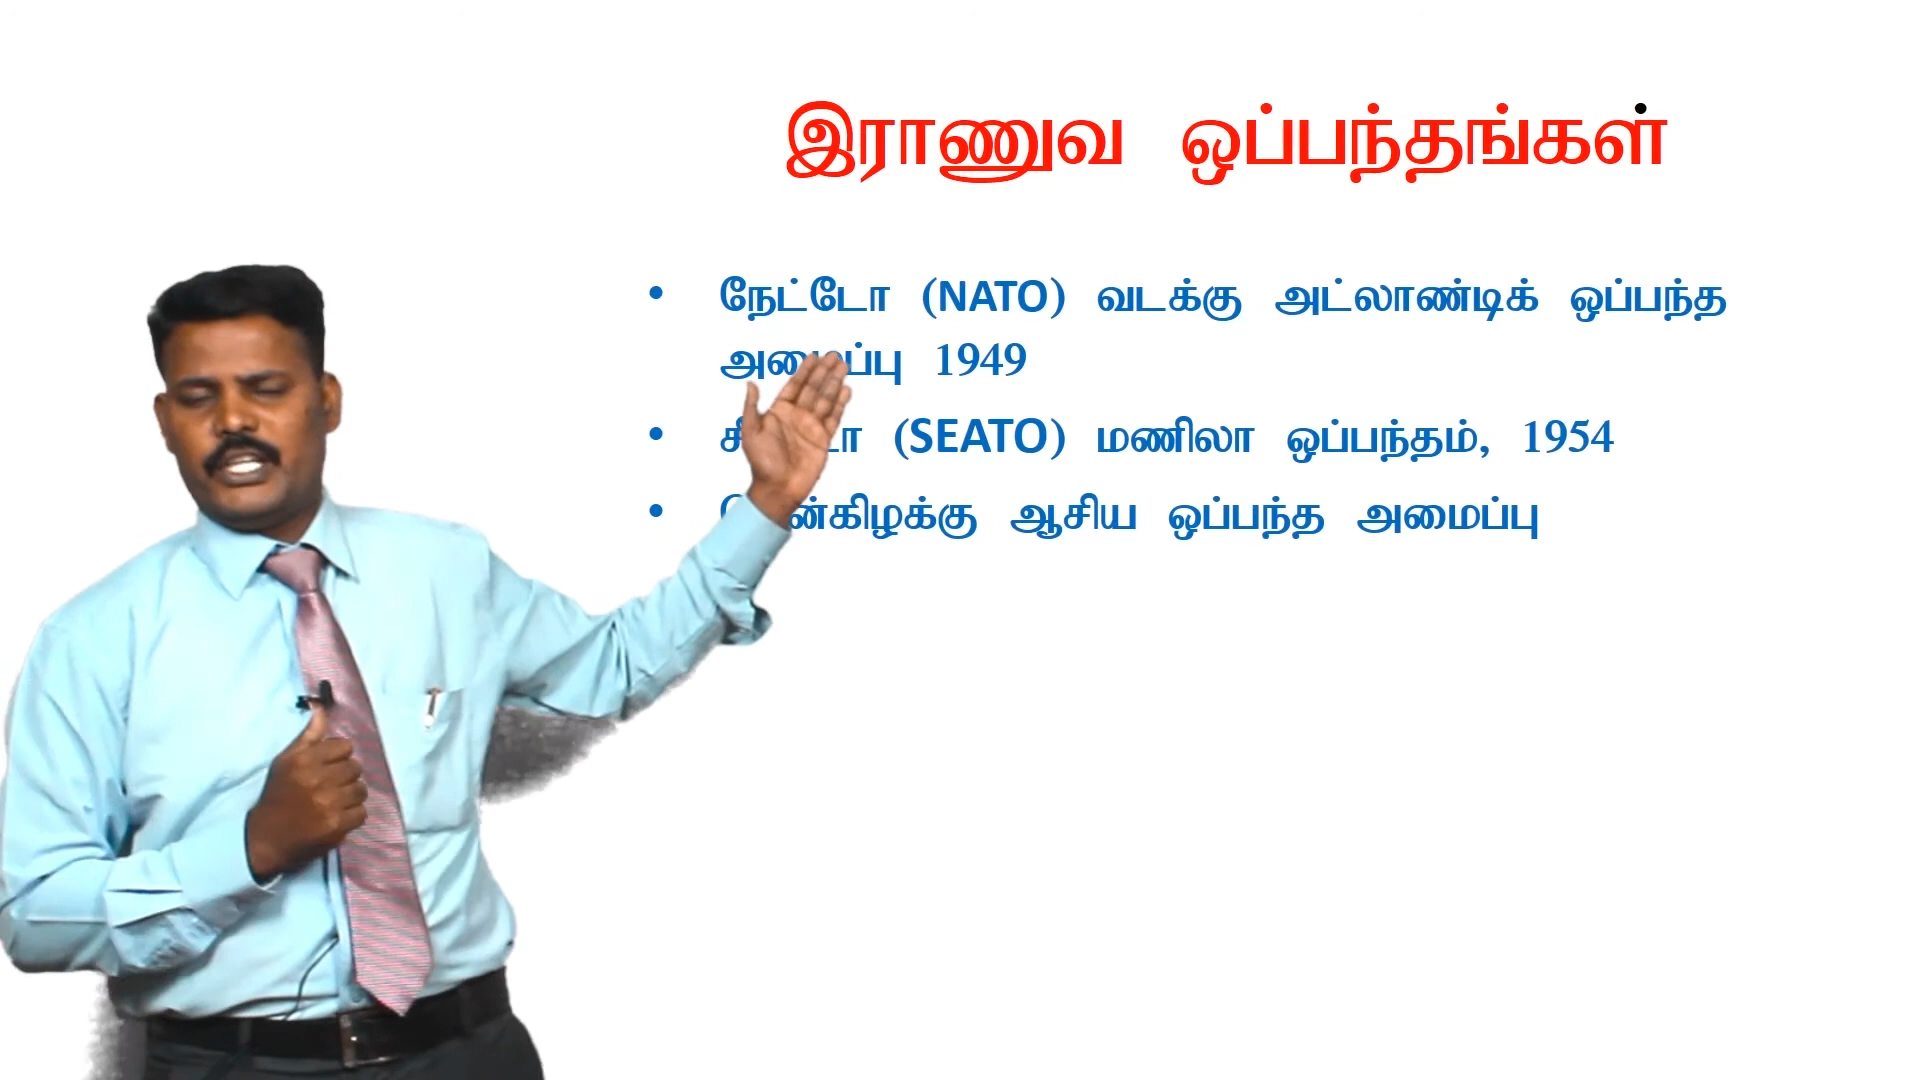 இராணுவ ஒப்பந்தங்கள்
• நேட்டோ (NATO) வடக்கு அட்லாண்டிக் ஒப்பந்த
அமைப்பு 1949
• (SEATO) மணிலா ஒப்பந்தம், 1954
• ஆசிய ஒப்பந்த அமைப்பு